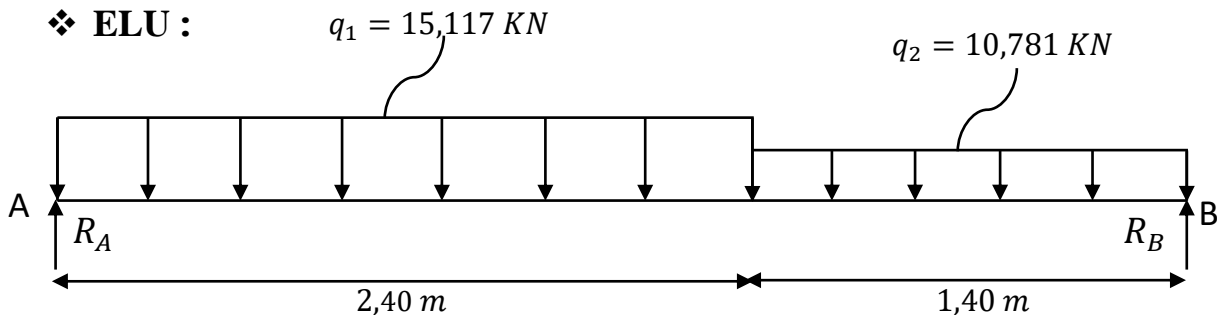 ❖ ELU :
q₁ = 15,117 KN
q₂ = 10,781 KN
A
B
R_A
R_B
2,40 m
1,40 m